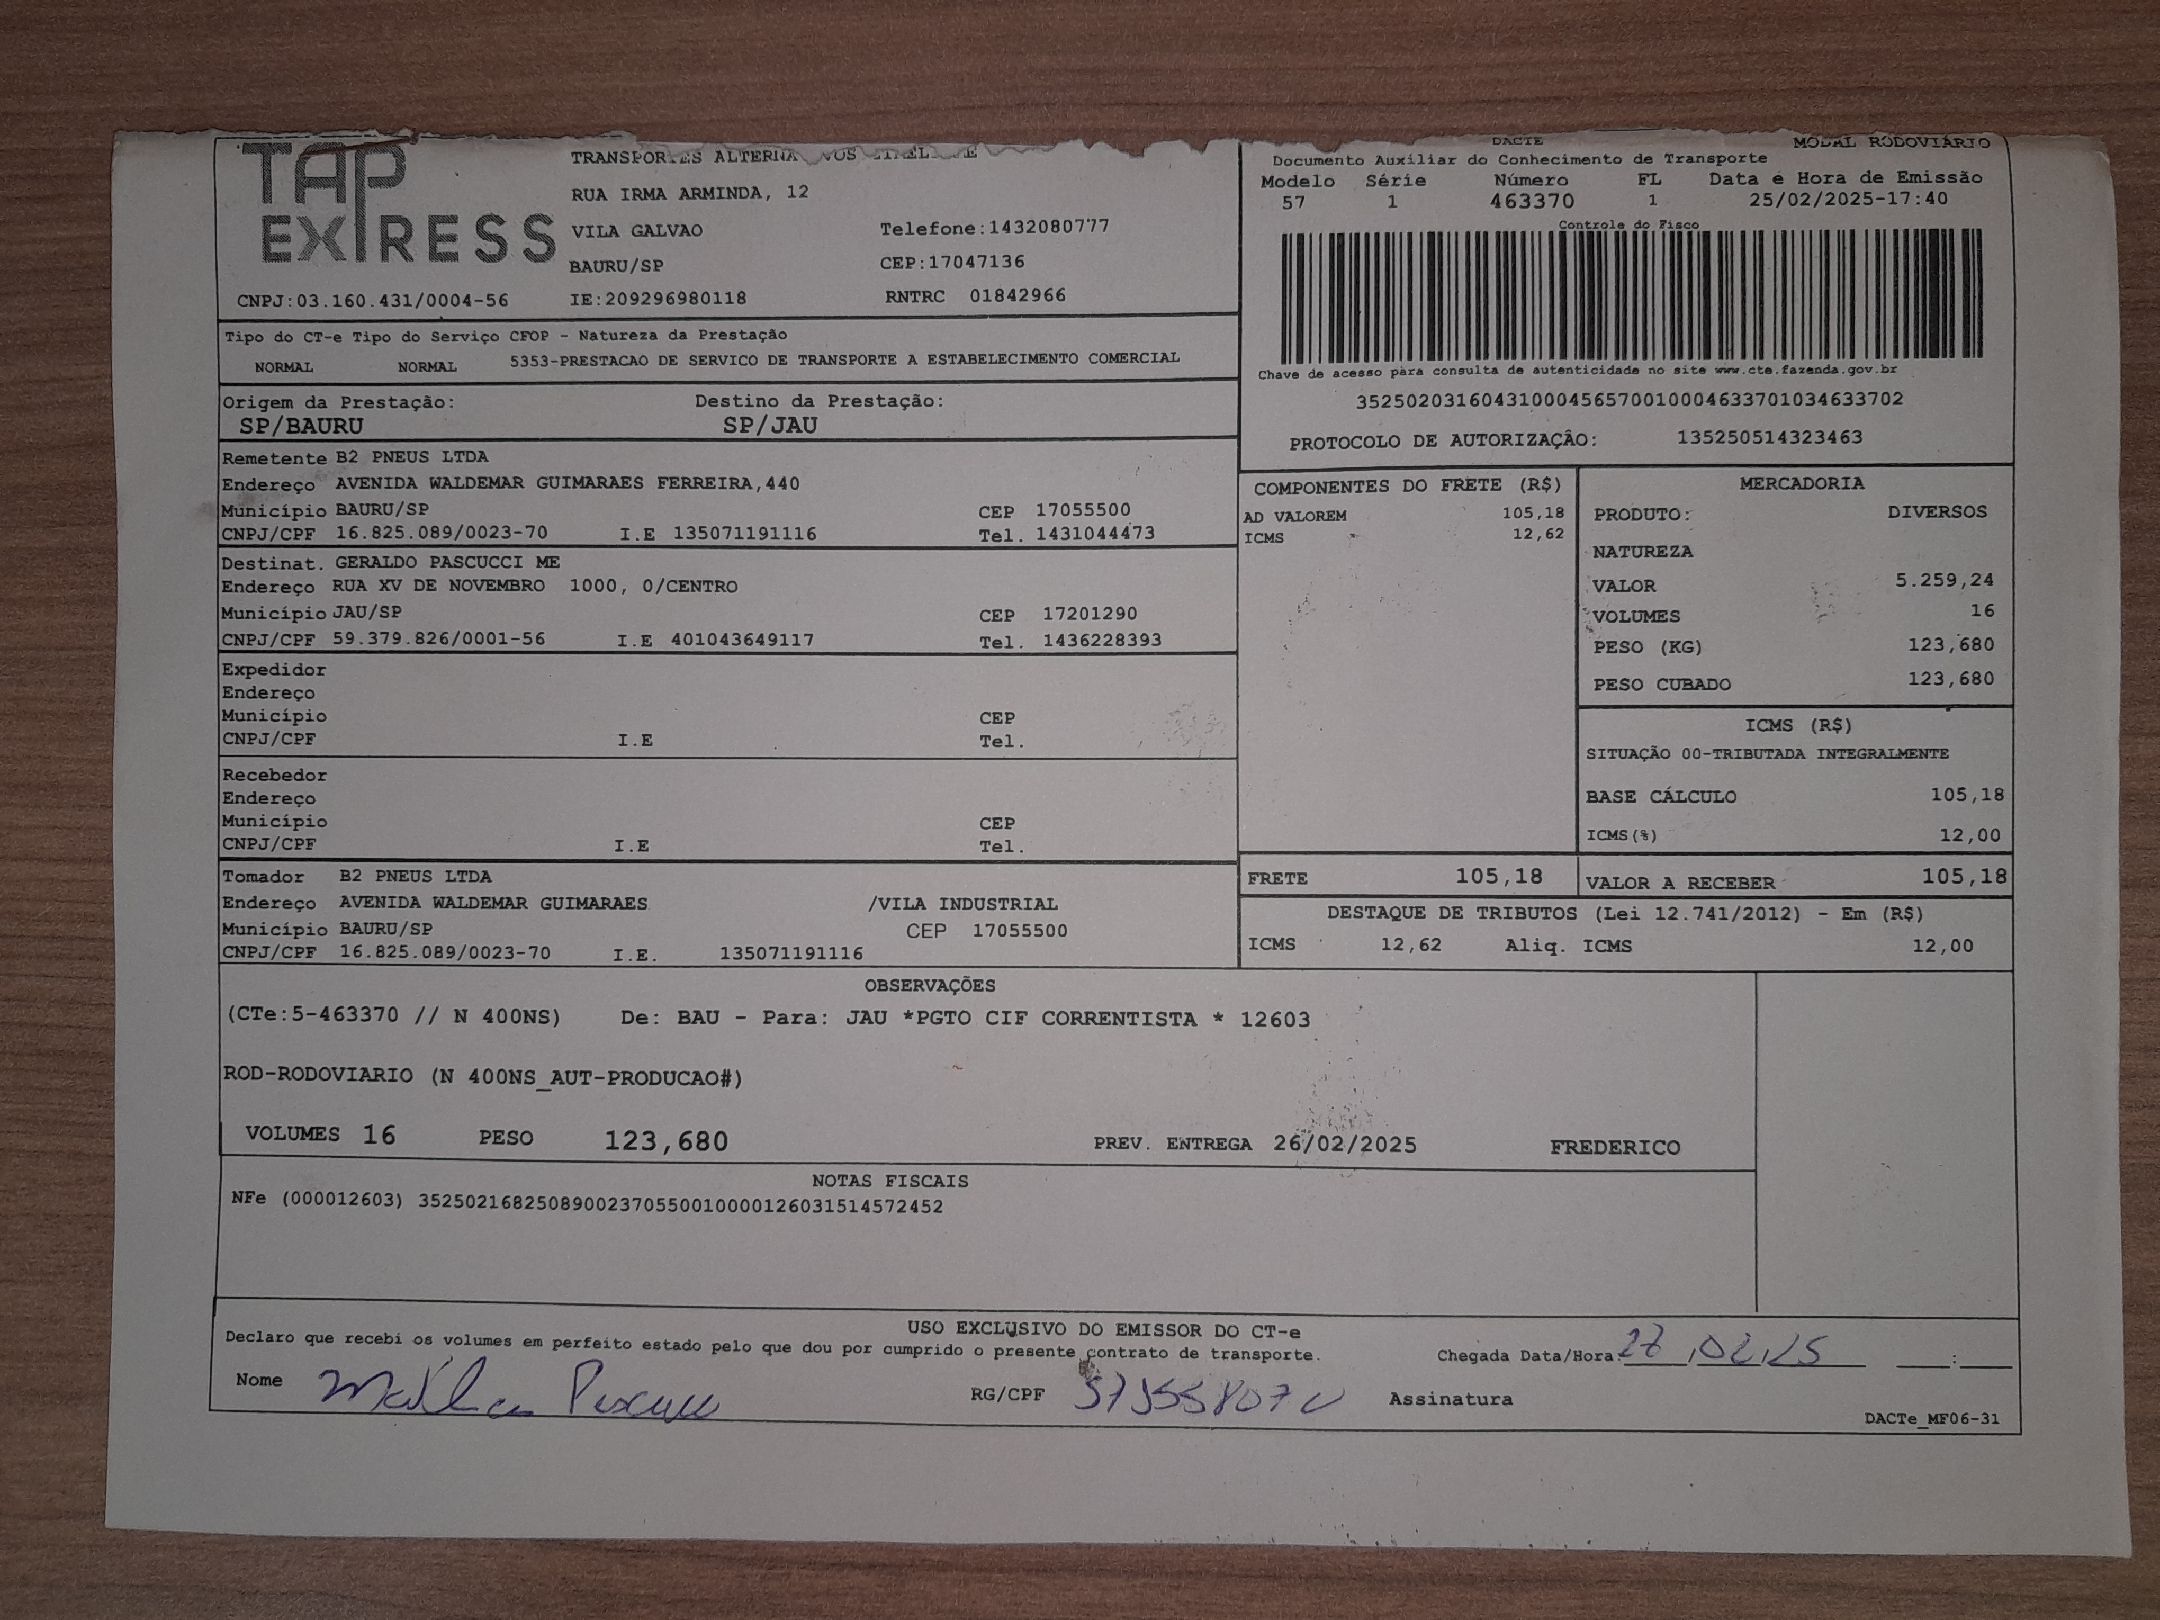 TAP
EXPRESS
TRANSPORTES
RUA IRMA ARMINDA, 12
VILA GALVAO Telefone:1432080777
BAURU/SP CEP:17047136
CNPJ:03.160.431/0004-56 IE:209296980118 RNTRC 01842966
DACTE MODAL RODOVIÁRIO
Documento Auxiliar do Conhecimento de Transporte
Modelo Série Número FL Data e Hora de Emissão
57 1 463370 1 25/02/2025-17:40
Controle do Fisco
Chave de acesso para consulta de autenticidade no site www.cte.fazenda.gov.br
35250203160431000456570010004633701034633702
PROTOCOLO DE AUTORIZAÇÃO: 135250514323463
Tipo do CT-e Tipo do Serviço CFOP - Natureza da Prestação
NORMAL NORMAL 5353-PRESTACAO DE SERVICO DE TRANSPORTE A ESTABELECIMENTO COMERCIAL
Origem da Prestação: Destino da Prestação:
SP/BAURU SP/JAU
Remetente B2 PNEUS LTDA
Endereço AVENIDA WALDEMAR GUIMARAES FERREIRA,440
Município BAURU/SP CEP 17055500
CNPJ/CPF 16.825.089/0023-70 I.E 135071191116 Tel. 1431044473
Destinat. GERALDO PASCUCCI ME
Endereço RUA XV DE NOVEMBRO 1000, 0/CENTRO
Município JAU/SP CEP 17201290
CNPJ/CPF 59.379.826/0001-56 I.E 401043649117 Tel. 1436228393
Expedidor
Endereço
Município CEP
CNPJ/CPF I.E Tel.
Recebedor
Endereço
Município CEP
CNPJ/CPF I.E Tel.
Tomador B2 PNEUS LTDA
Endereço AVENIDA WALDEMAR GUIMARAES /VILA INDUSTRIAL
Município BAURU/SP CEP 17055500
CNPJ/CPF 16.825.089/0023-70 I.E. 135071191116
COMPONENTES DO FRETE (R$)
AD VALOREM 105,18
ICMS 12,62
MERCADORIA
PRODUTO: DIVERSOS
NATUREZA
VALOR 5.259,24
VOLUMES 16
PESO (KG) 123,680
PESO CUBADO 123,680
ICMS (R$)
SITUAÇÃO 00-TRIBUTADA INTEGRALMENTE
BASE CÁLCULO 105,18
ICMS(%) 12,00
FRETE 105,18 VALOR A RECEBER 105,18
DESTAQUE DE TRIBUTOS (Lei 12.741/2012) - Em (R$)
ICMS 12,62 Aliq. ICMS 12,00
OBSERVAÇÕES
(CTe:5-463370 // N 400NS) De: BAU - Para: JAU *PGTO CIF CORRENTISTA * 12603
ROD-RODOVIARIO (N 400NS_AUT-PRODUCAO#)
VOLUMES 16 PESO 123,680 PREV. ENTREGA 26/02/2025 FREDERICO
NOTAS FISCAIS
NFe (000012603) 35250216825089002370550010000126031514572452
USO EXCLUSIVO DO EMISSOR DO CT-e
Declaro que recebi os volumes em perfeito estado pelo que dou por cumprido o presente contrato de transporte.
Chegada Data/Hora: :
Nome RG/CPF Assinatura
DACTe_MF06-31